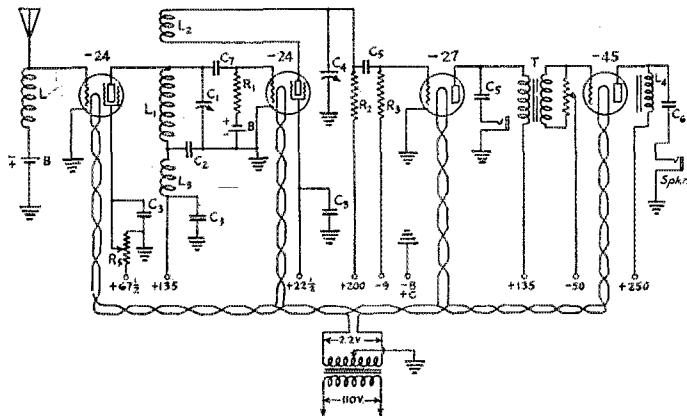 -24
L2
C7
-24
C5
-27
T
-45
L
L1
C1
R1
C4
R2
R3
C5
L4
C6
B
C2
B
L3
C3
C3
C3
R5
Spkr.
+67½
+135
+22½
+200
-9
-B
+C
+135
-50
+250
2.2V
110V